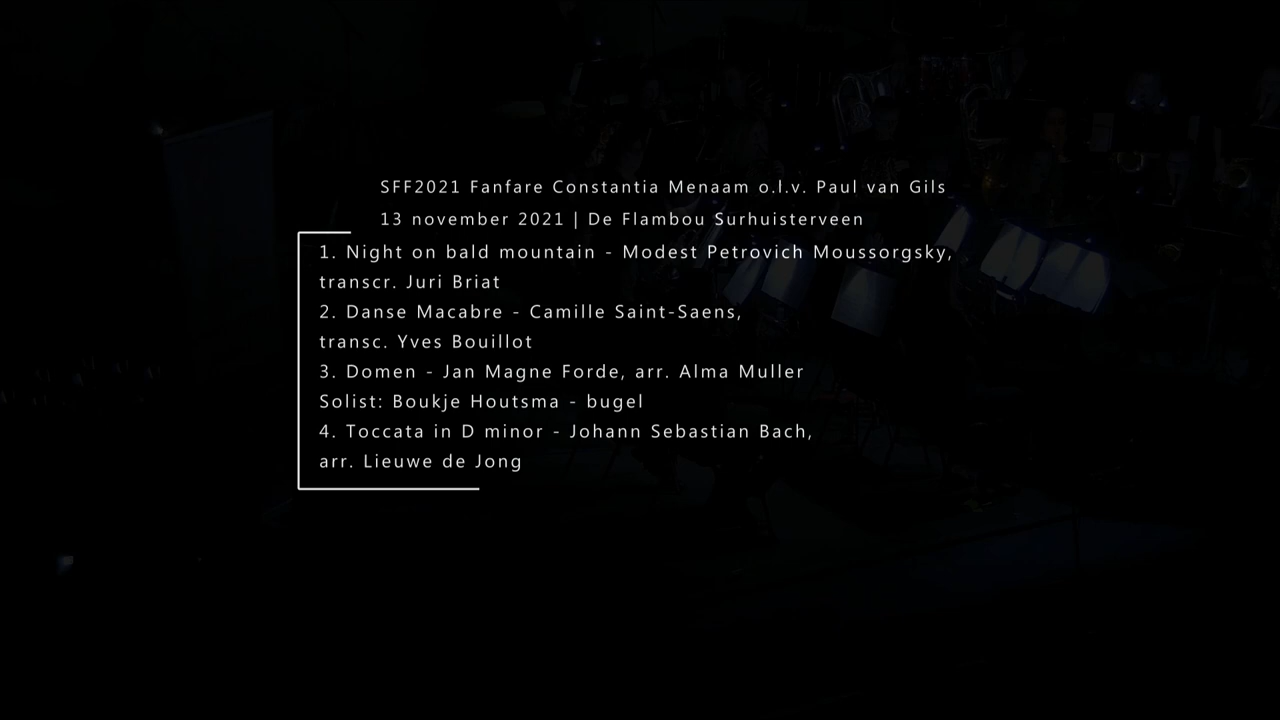 SFF2021 Fanfare Constantia Menaam o.l.v. Paul van Gils
13 november 2021 | De Flambou Surhuisterveen
1. Night on bald mountain - Modest Petrovich Moussorgsky,
transcr. Juri Briat
2. Danse Macabre - Camille Saint-Saens,
transc. Yves Bouillot
3. Domen - Jan Magne Forde, arr. Alma Muller
Solist: Boukje Houtsma - bugel
4. Toccata in D minor - Johann Sebastian Bach,
arr. Lieuwe de Jong